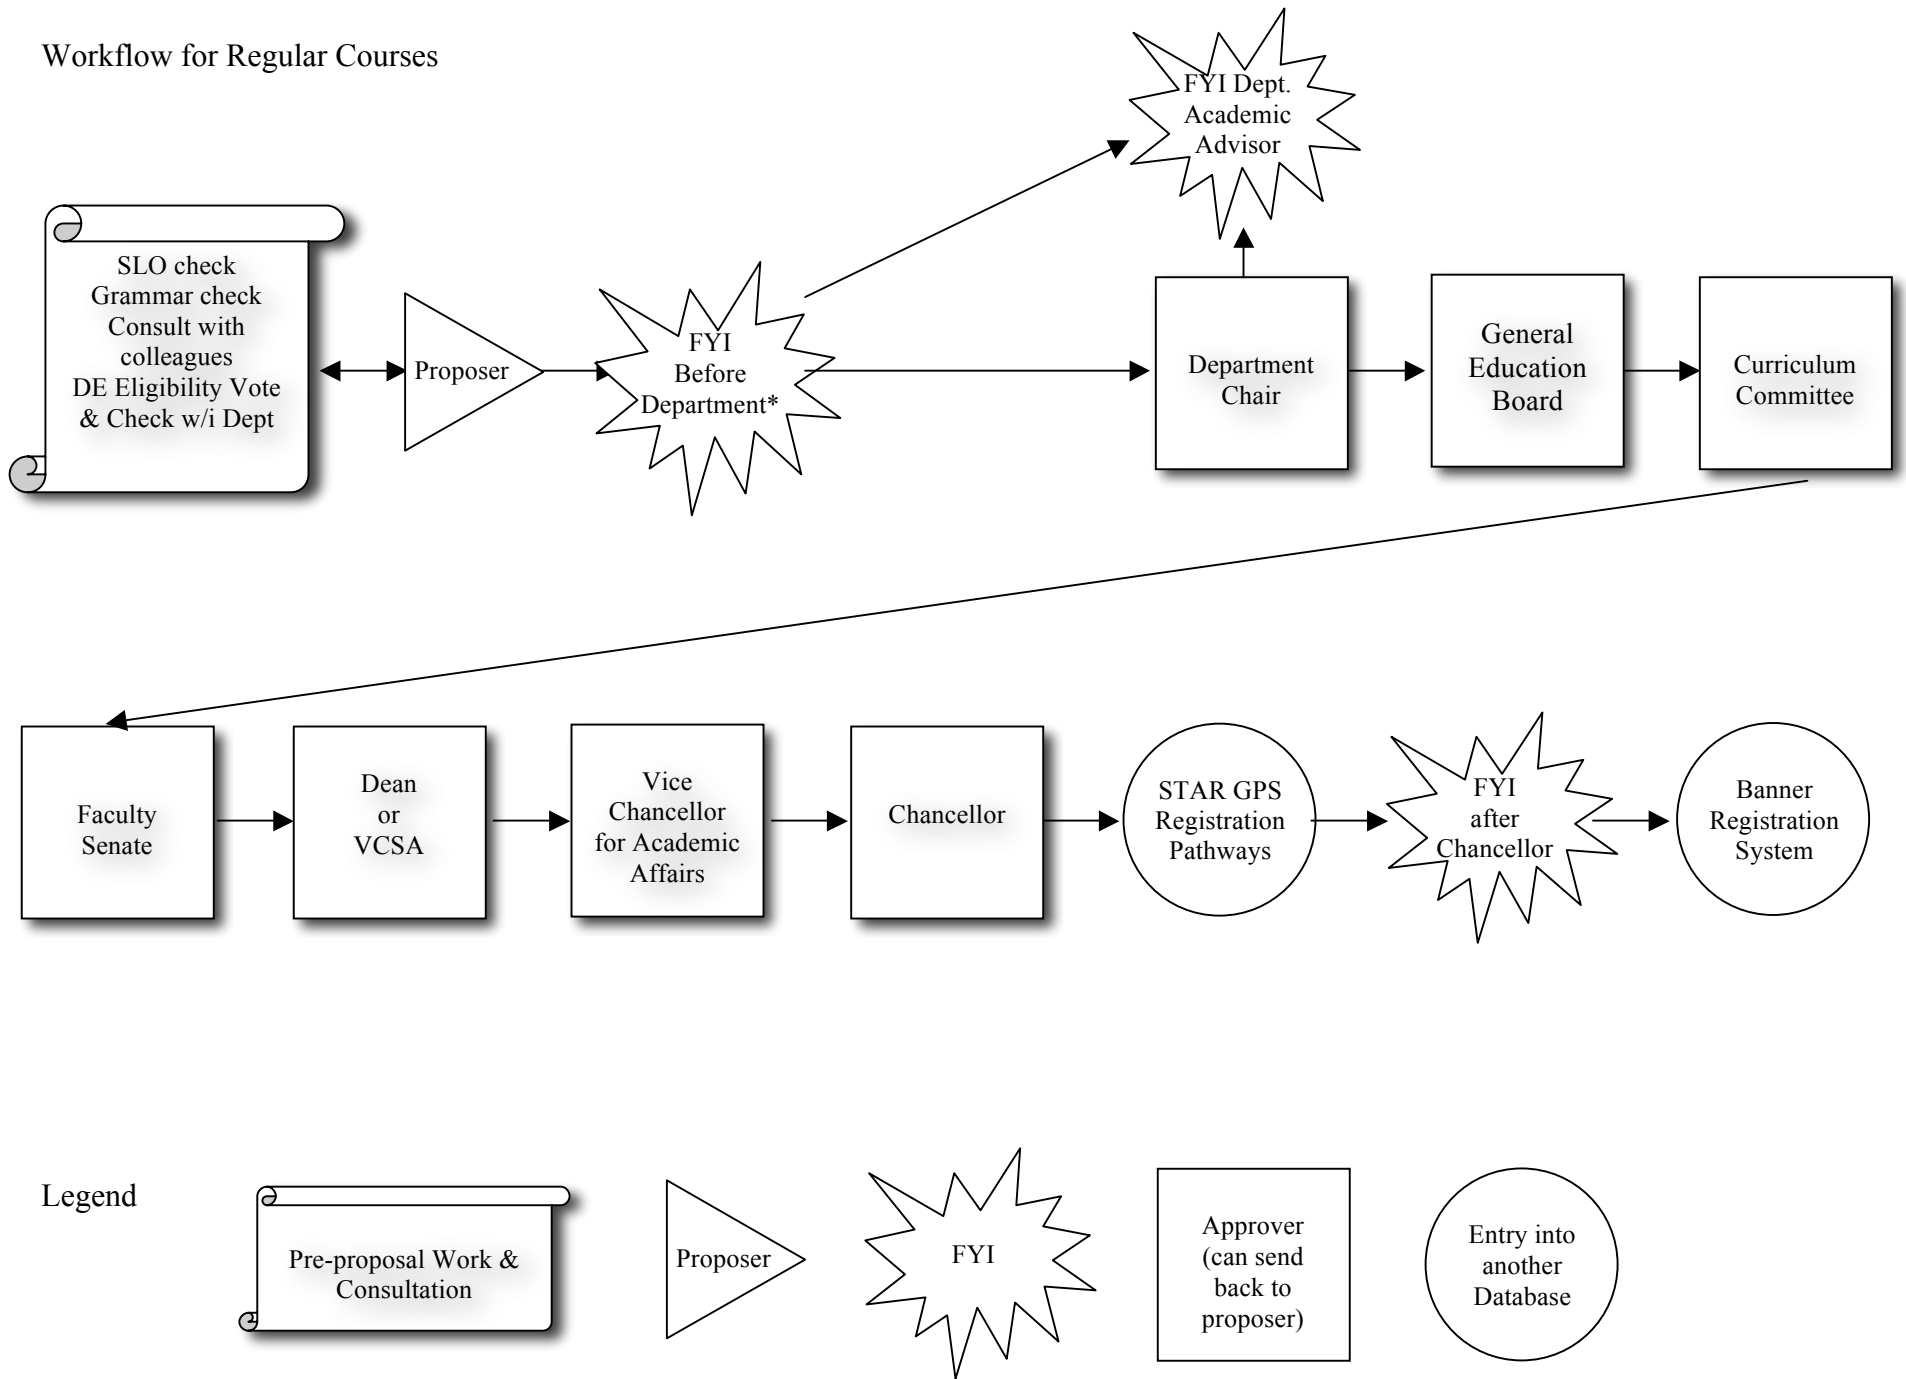 Workflow for Regular Courses
FYI Dept.
Academic
Advisor
SLO check
Grammar check
Consult with
colleagues
DE Eligibility Vote
& Check w/i Dept
Proposer
FYI
Before
Department*
Department
Chair
General
Education
Board
Curriculum
Committee
Faculty
Senate
Dean
or
VCSA
Vice
Chancellor
for Academic
Affairs
Chancellor
STAR GPS
Registration
Pathways
FYI
after
Chancellor
Banner
Registration
System
Legend
Pre-proposal Work &
Consultation
Proposer
FYI
Approver
(can send
back to
proposer)
Entry into
another
Database